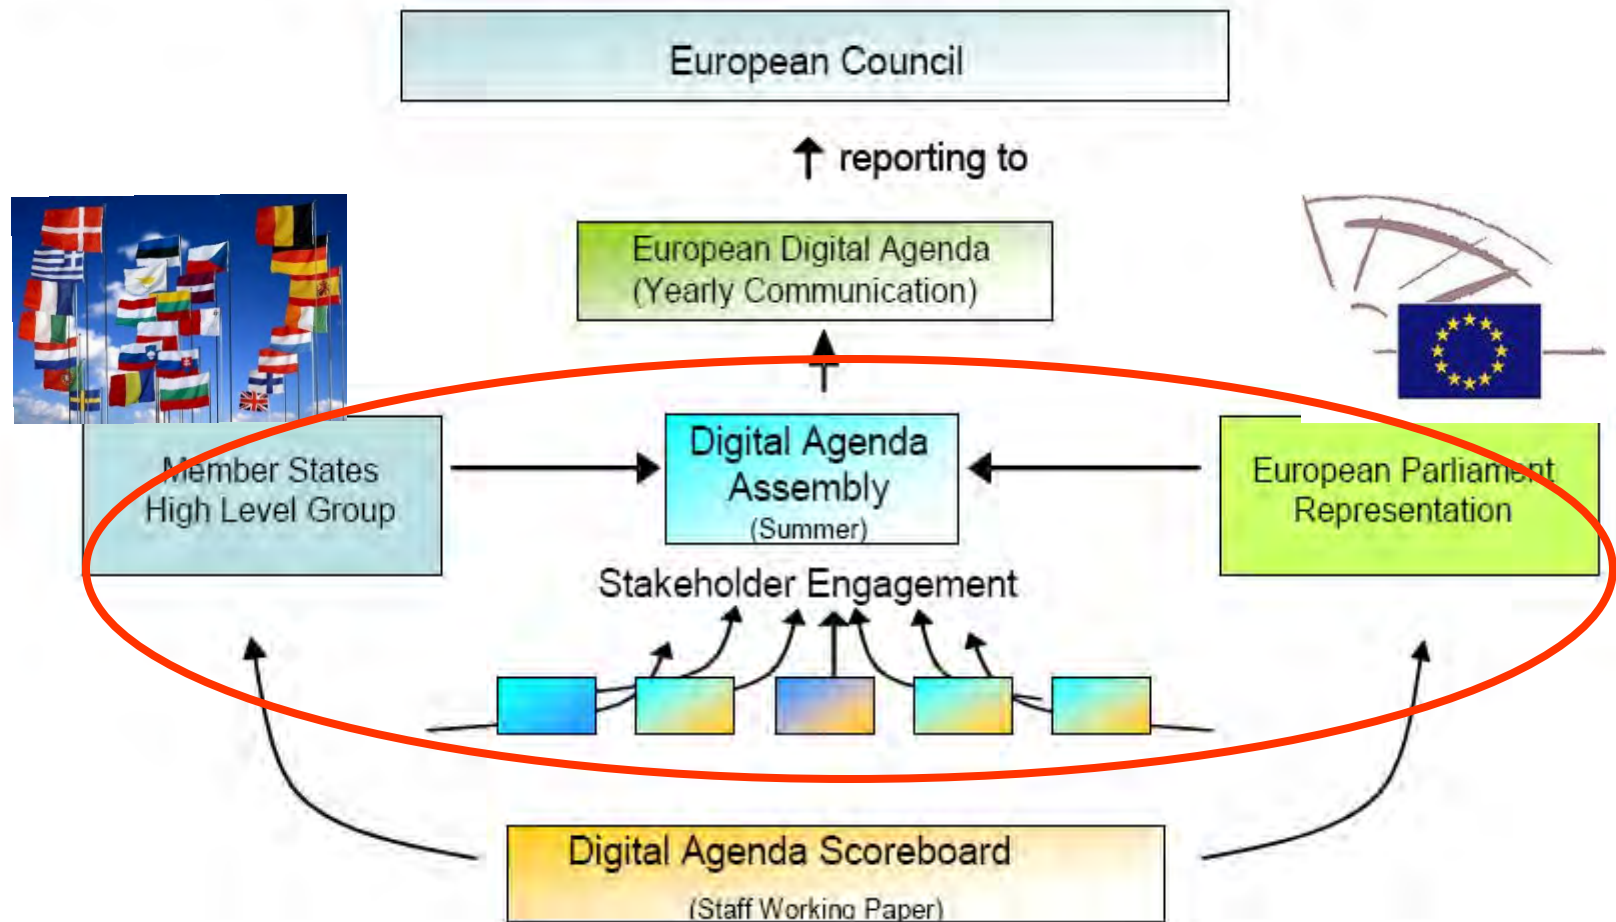 European Council
reporting to
European Digital Agenda
(Yearly Communication)
Member States
High Level Group
Digital Agenda
Assembly
(Summer)
European Parliament
Representation
Stakeholder Engagement
Digital Agenda Scoreboard
(Staff Working Paper)